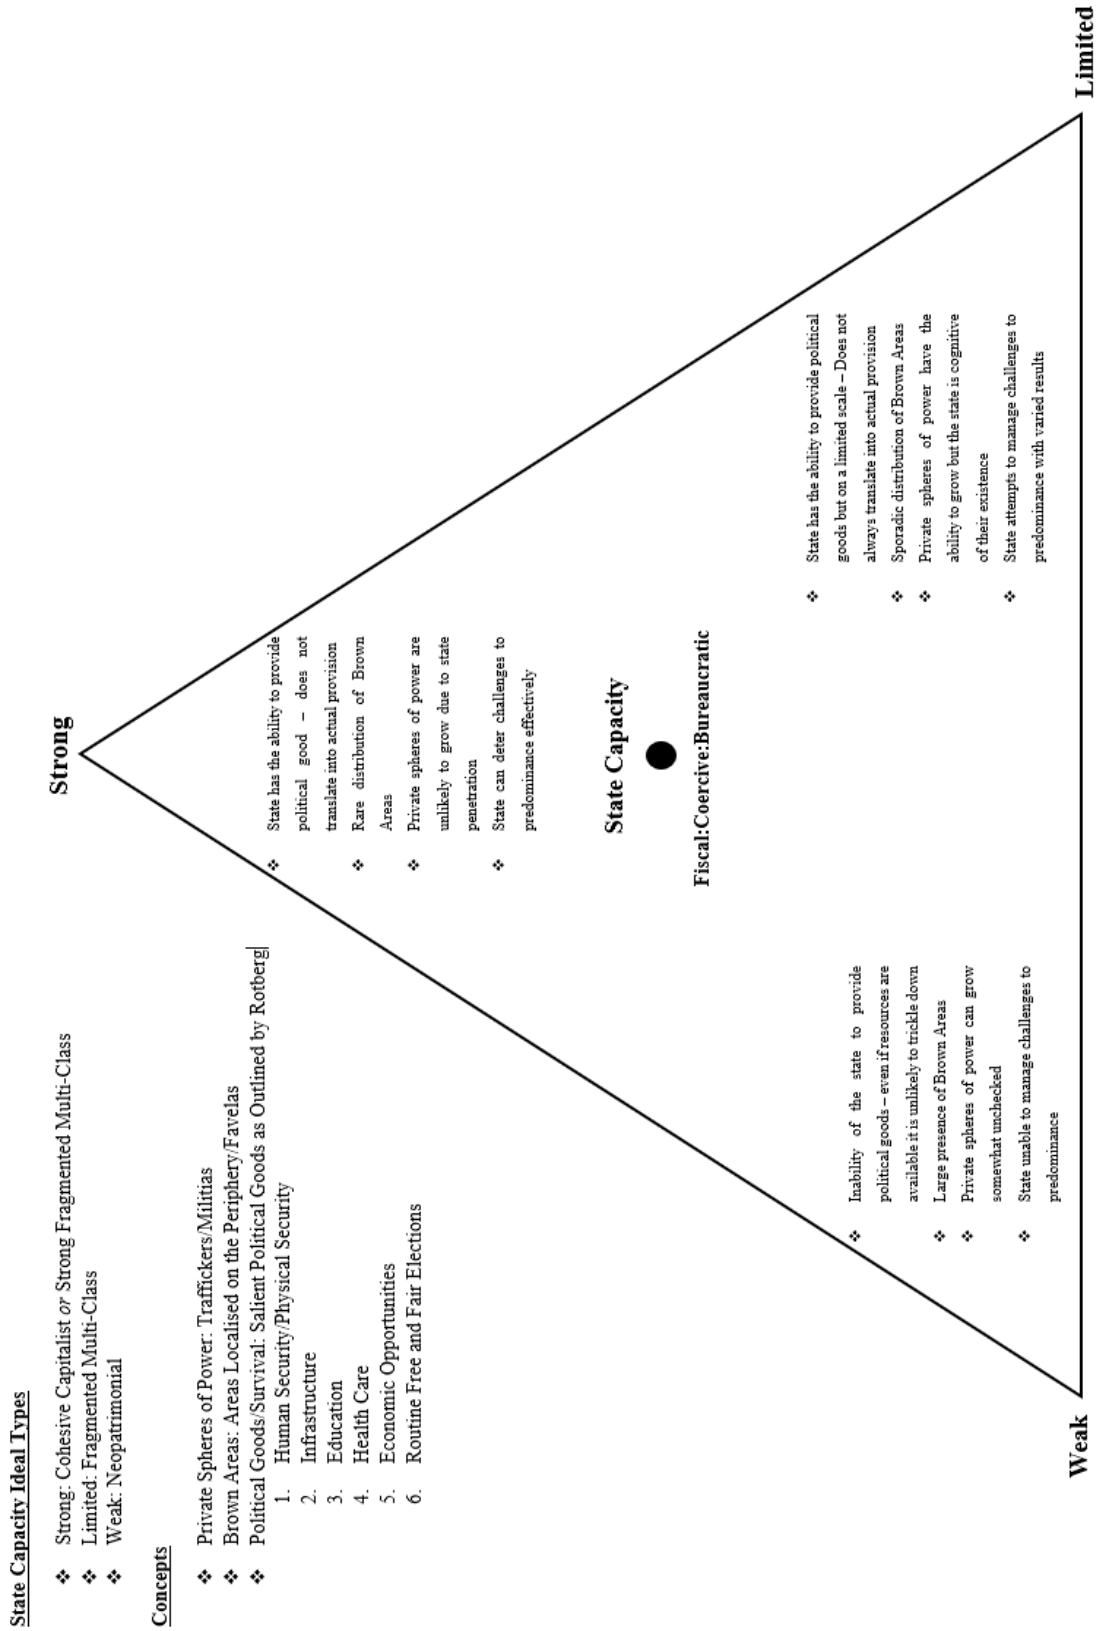 State Capacity Ideal Types
❖ Strong: Cohesive Capitalist or Strong Fragmented Multi-Class
❖ Limited: Fragmented Multi-Class
❖ Weak: Neopatrimonial
Concepts
❖ Private Spheres of Power: Traffickers/Militias
❖ Brown Areas: Areas Localised on the Periphery/Favelas
❖ Political Goods/Survival: Salient Political Goods as Outlined by Rotberg
1. Human Security/Physical Security
2. Infrastructure
3. Education
4. Health Care
5. Economic Opportunities
6. Routine Free and Fair Elections
Strong
❖ State has the ability to provide
political good – does not
translate into actual provision
❖ Rare distribution of Brown
Areas
❖ Private spheres of power are
unlikely to grow due to state
penetration
❖ State can deter challenges to
predominance effectively
State Capacity
Fiscal:Coercive:Bureaucratic
❖ Inability of the state to provide
political goods – even if resources are
available it is unlikely to trickle down
❖ Large presence of Brown Areas
❖ Private spheres of power can grow
somewhat unchecked
❖ State unable to manage challenges to
predominance
❖ State has the ability to provide political
goods but on a limited scale – Does not
always translate into actual provision
❖ Sporadic distribution of Brown Areas
❖ Private spheres of power have the
ability to grow but the state is cognitive
of their existence
❖ State attempts to manage challenges to
predominance with varied results
Weak
Limited